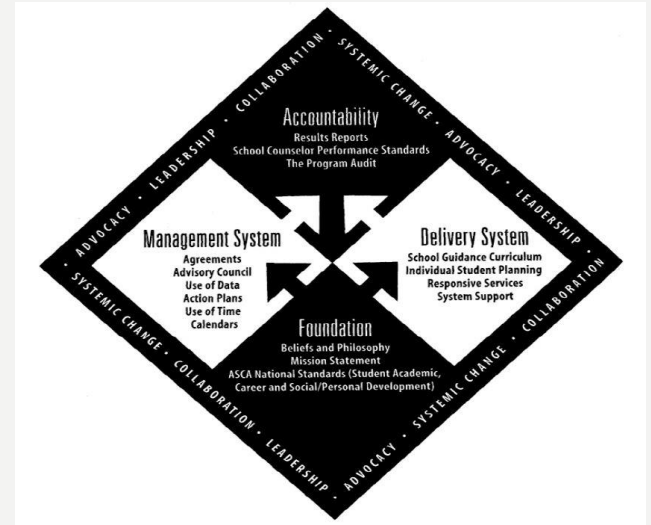 ADVOCACY • LEADERSHIP • COLLABORATION •
SYSTEMIC CHANGE • ADVOCACY • LEADERSHIP •
Accountability
Results Reports
School Counselor Performance Standards
The Program Audit
Management System
Agreements
Advisory Council
Use of Data
Action Plans
Use of Time
Calendars
Delivery System
School Guidance Curriculum
Individual Student Planning
Responsive Services
System Support
Foundation
Beliefs and Philosophy
Mission Statement
ASCA National Standards (Student Academic,
Career and Social/Personal Development)
SYSTEMIC CHANGE • COLLABORATION • LEADERSHIP •
ADVOCACY • SYSTEMIC CHANGE • COLLABORATION